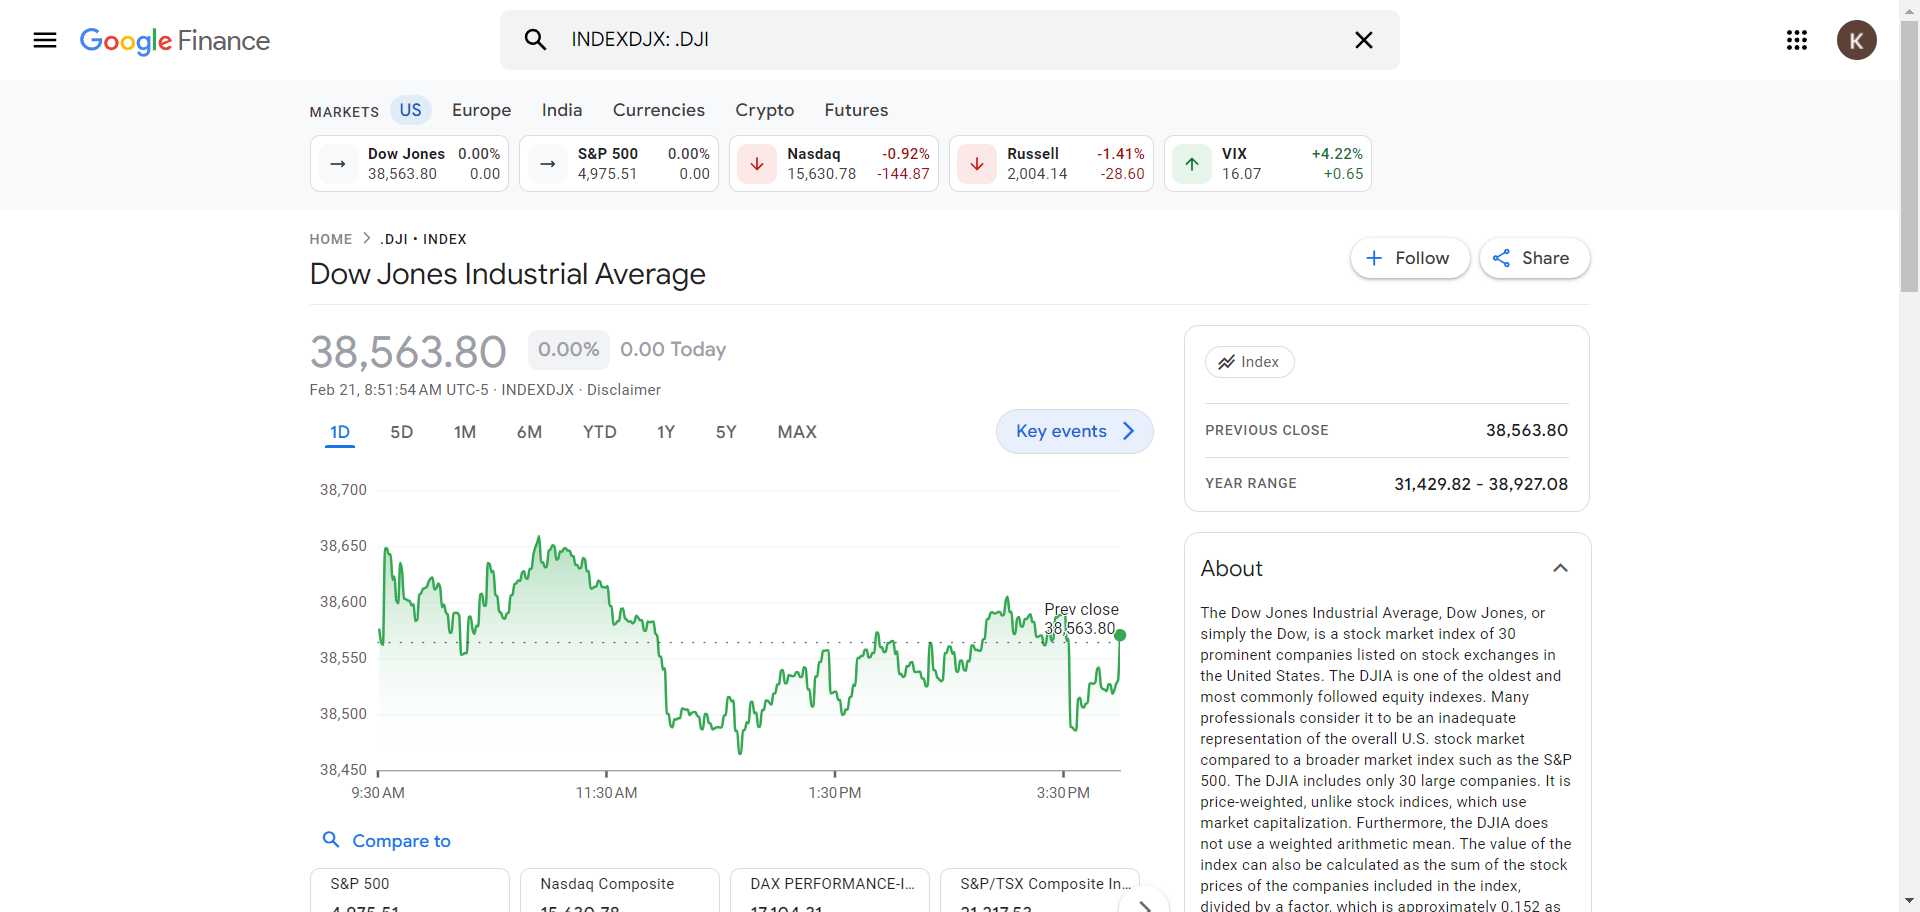 Google Finance
INDEXDJX: .DJI
K
MARKETS US Europe India Currencies Crypto Futures
Dow Jones 0.00%
38,563.80 0.00
S&P 500 0.00%
4,975.51 0.00
Nasdaq -0.92%
15,630.78 -144.87
Russell -1.41%
2,004.14 -28.60
VIX +4.22%
16.07 +0.65
HOME > .DJI • INDEX
Dow Jones Industrial Average
Follow
Share
38,563.80 0.00% 0.00 Today
Feb 21, 8:51:54 AM UTC-5 · INDEXDJX · Disclaimer
1D 5D 1M 6M YTD 1Y 5Y MAX
Key events
38,700
38,650
38,600
38,550
38,500
38,450
Prev close
38,563.80
9:30 AM 11:30 AM 1:30 PM 3:30 PM
Compare to
S&P 500
4,975.51
Nasdaq Composite
15,630.78
DAX PERFORMANCE-I...
17,104.31
S&P/TSX Composite In...
21,217.53
Index
PREVIOUS CLOSE 38,563.80
YEAR RANGE 31,429.82 - 38,927.08
About
The Dow Jones Industrial Average, Dow Jones, or
simply the Dow, is a stock market index of 30
prominent companies listed on stock exchanges in
the United States. The DJIA is one of the oldest and
most commonly followed equity indexes. Many
professionals consider it to be an inadequate
representation of the overall U.S. stock market
compared to a broader market index such as the S&P
500. The DJIA includes only 30 large companies. It is
price-weighted, unlike stock indices, which use
market capitalization. Furthermore, the DJIA does
not use a weighted arithmetic mean. The value of the
index can also be calculated as the sum of the stock
prices of the companies included in the index,
divided by a factor, which is approximately 0.152 as